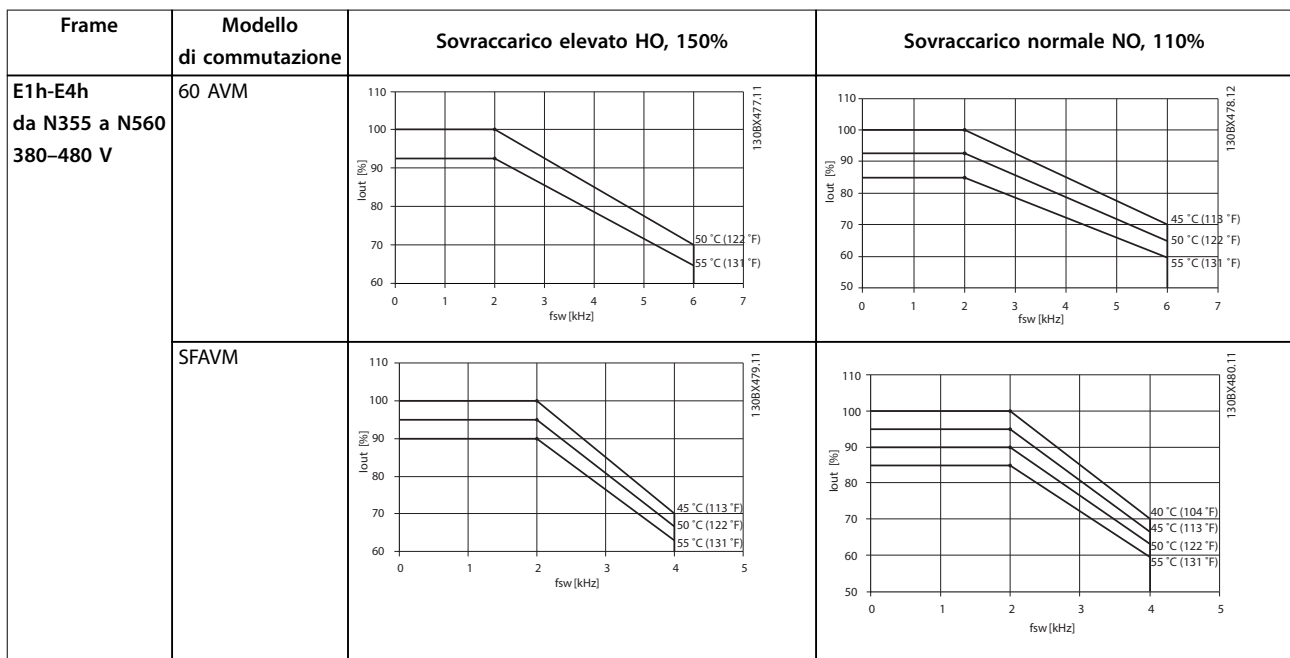 Frame
Modello
di commutazione
Sovraccarico elevato HO, 150%
Sovraccarico normale NO, 110%
E1h-E4h
da N355 a N560
380–480 V
60 AVM
110
100
90
80
70
60
Iout [%]
0 1 2 3 4 5 6 7
fsw [kHz]
50 ˚C (122 ˚F)
55 ˚C (131 ˚F)
130BX477.11
110
100
90
80
70
60
50
Iout [%]
0 1 2 3 4 5 6 7
fsw [kHz]
45 ˚C (113 ˚F)
50 ˚C (122 ˚F)
55 ˚C (131 ˚F)
130BX478.12
SFAVM
110
100
90
80
70
60
Iout [%]
0 1 2 3 4 5
fsw [kHz]
45 ˚C (113 ˚F)
50 ˚C (122 ˚F)
55 ˚C (131 ˚F)
130BX479.11
110
100
90
80
70
60
50
Iout [%]
0 1 2 3 4 5
fsw [kHz]
40 ˚C (104 ˚F)
45 ˚C (113 ˚F)
50 ˚C (122 ˚F)
55 ˚C (131 ˚F)
130BX480.11